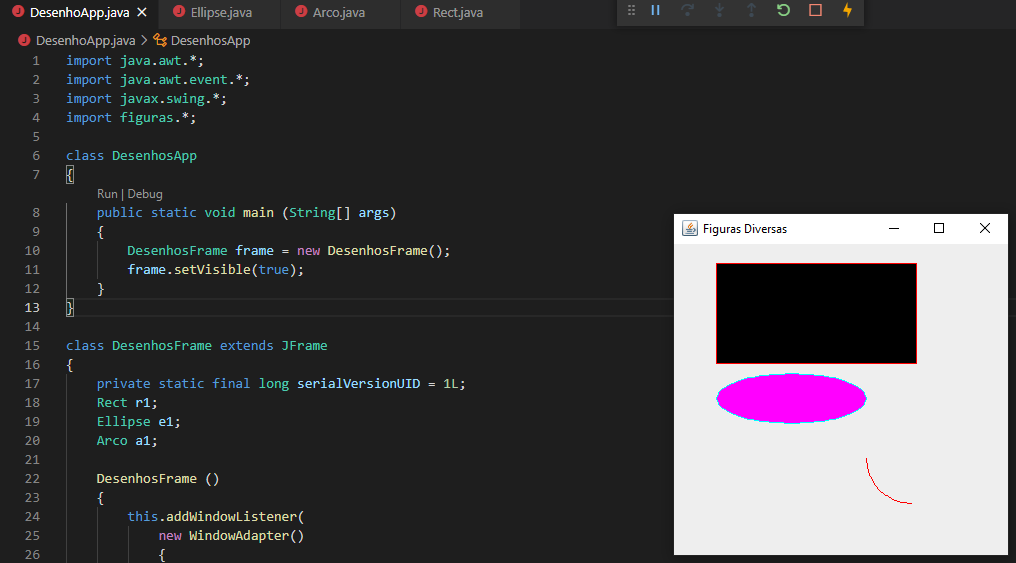 DesenhoApp.java Ellipse.java Arco.java Rect.java
DesenhoApp.java > DesenhosApp
1 import java.awt.*;
2 import java.awt.event.*;
3 import javax.swing.*;
4 import figuras.*;
5
6 class DesenhosApp
7 {
Run | Debug
8 public static void main (String[] args)
9 {
10 DesenhosFrame frame = new DesenhosFrame();
11 frame.setVisible(true);
12 }
13 }
14
15 class DesenhosFrame extends JFrame
16 {
17 private static final long serialVersionUID = 1L;
18 Rect r1;
19 Ellipse e1;
20 Arco a1;
21
22 DesenhosFrame ()
23 {
24 this.addWindowListener(
25 new WindowAdapter()
26 {
Figuras Diversas